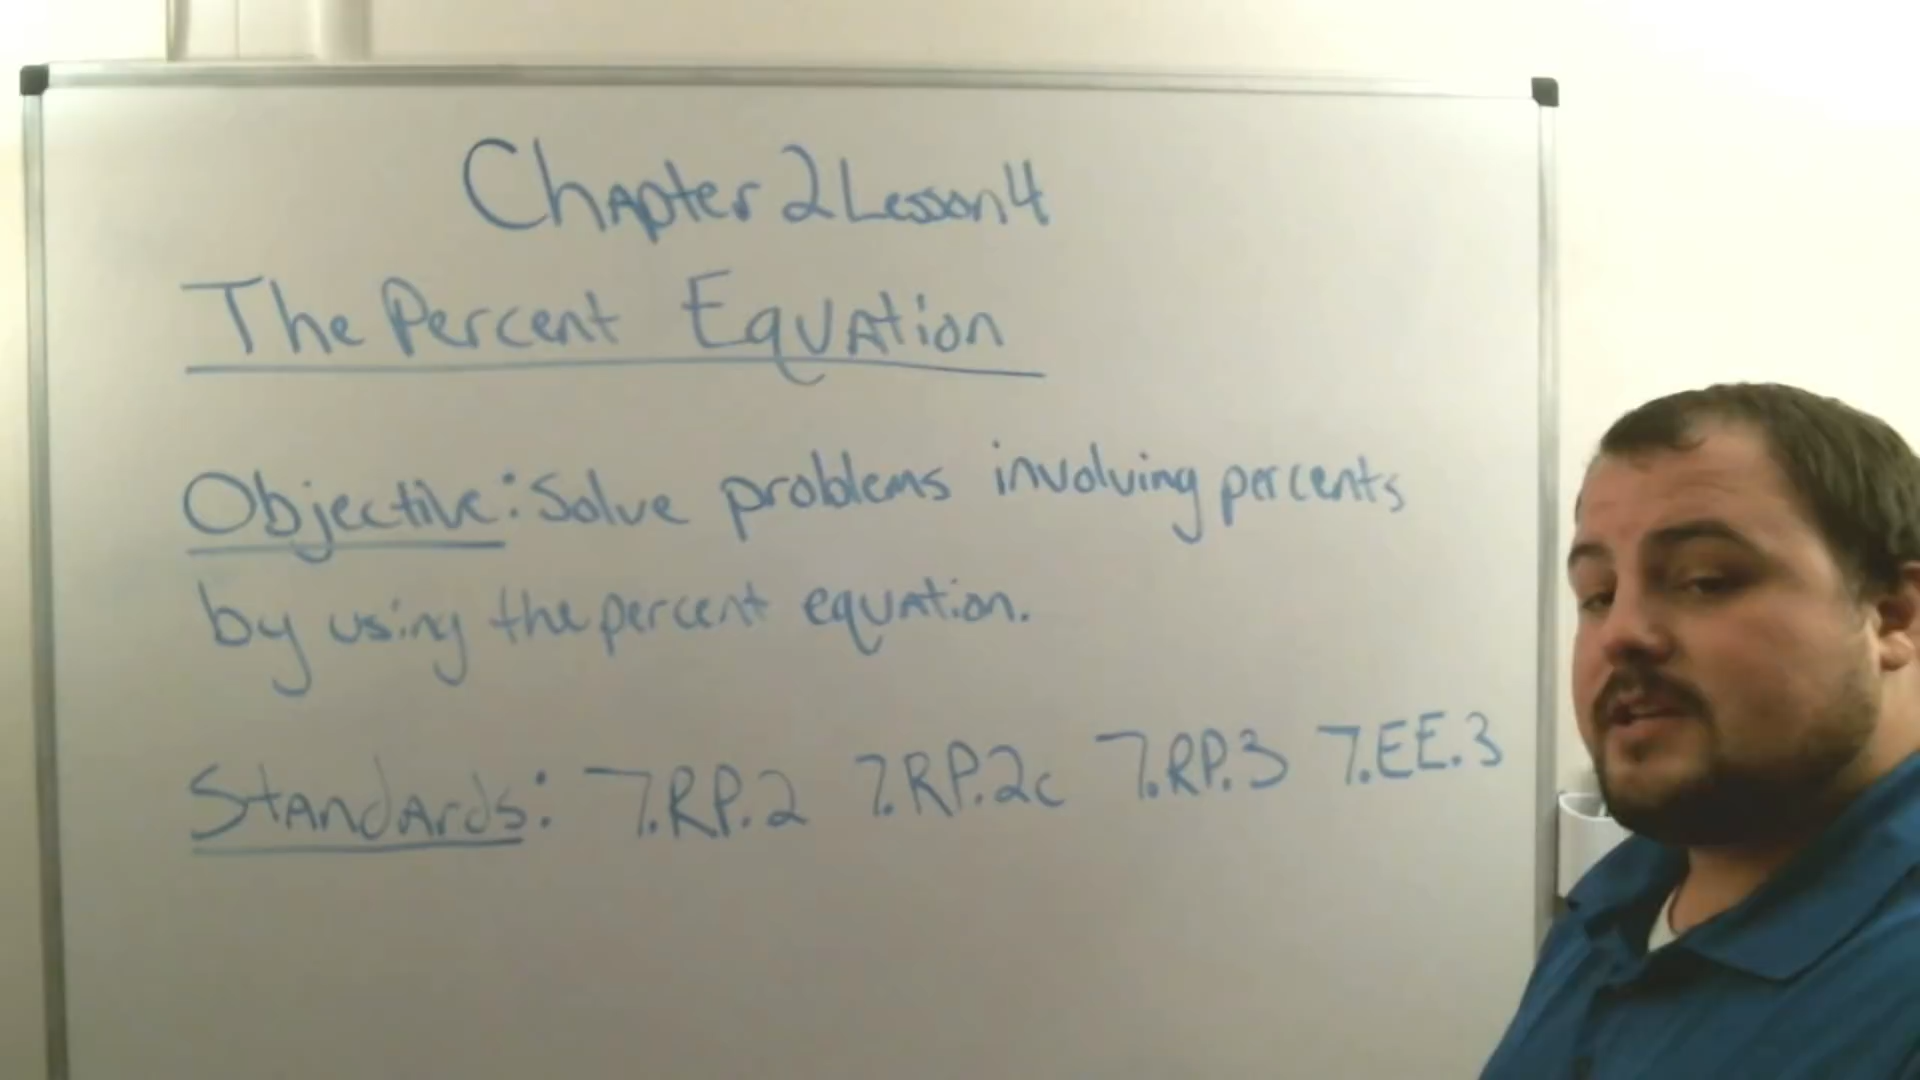 Chapter 2 Lesson 4
The Percent Equation
Objective: Solve problems involving percents
by using the percent equation.
Standards: 7.RP.2 7.RP.2c 7.RP.3 7.EE.3